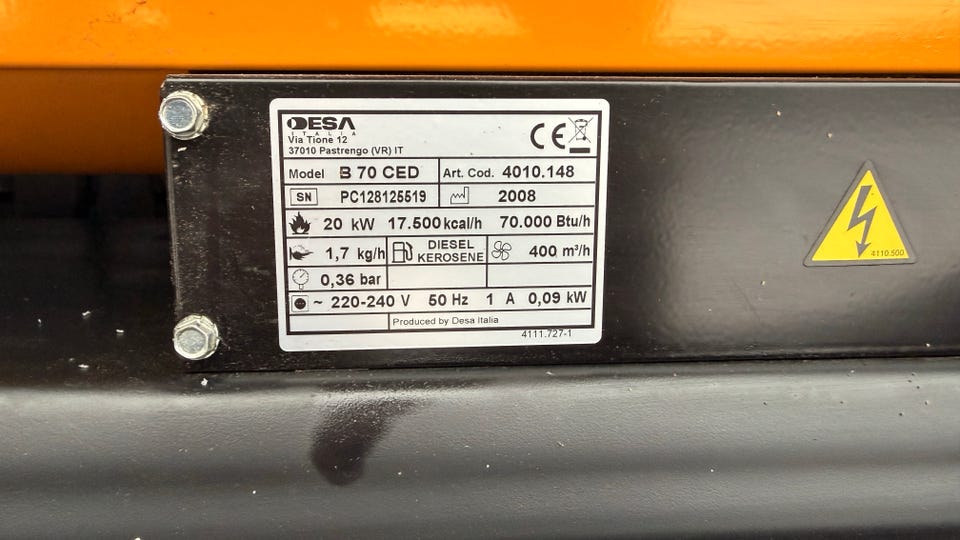 DESA
ITALIA
Via Tione 12
37010 Pastrengo (VR) IT
CE
Model B 70 CED Art. Cod. 4010.148
SN PC128125519 2008
20 kW 17.500 kcal/h 70.000 Btu/h
1,7 kg/h DIESEL KEROSENE 400 m³/h
0,36 bar
~ 220-240 V 50 Hz 1 A 0,09 kW
Produced by Desa Italia
4111.727-1
4110.500